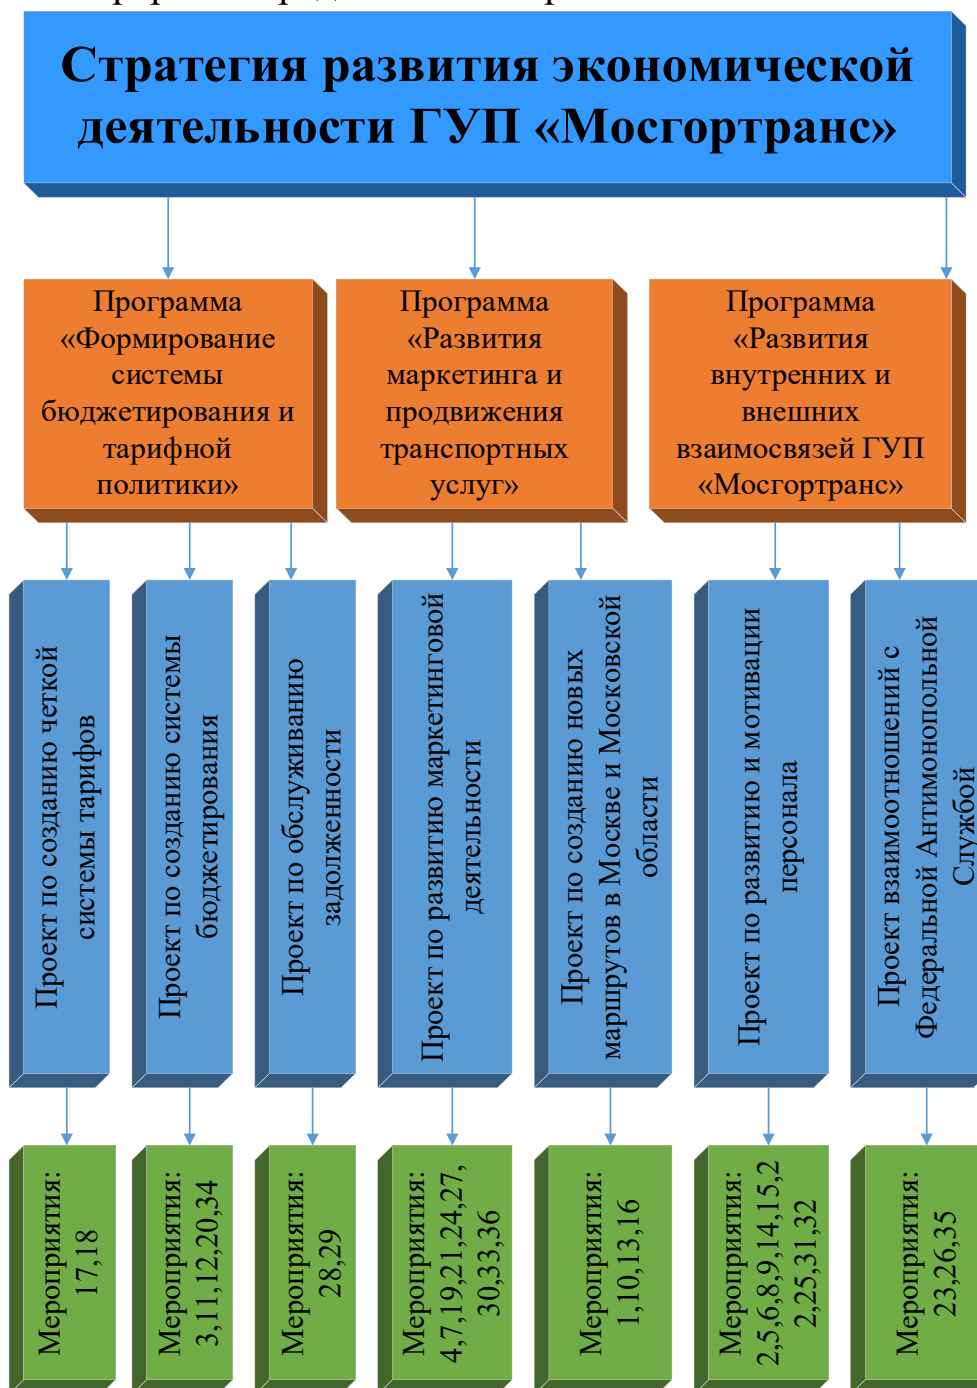 Стратегия развития экономической
деятельности ГУП «Мосгортранс»
Программа
«Формирование
системы
бюджетирования и
тарифной
политики»
Программа
«Развития
маркетинга и
продвижения
транспортных
услуг»
Программа
«Развития
внутренних и
внешних
взаимосвязей ГУП
«Мосгортранс»
Проект по созданию четкой
системы тарифов
Проект по созданию системы
бюджетирования
Проект по обслуживанию
задолженности
Проект по развитию маркетинговой
деятельности
Проект по созданию новых
маршрутов в Москве и Московской
области
Проект по развитию и мотивации
персонала
Проект взаимоотношений с
Федеральной Антимонопольной
Службой
Мероприятия:
17,18
Мероприятия:
3,11,12,20,34
Мероприятия:
28,29
Мероприятия:
4,7,19,21,24,27,
30,33,36
Мероприятия:
1,10,13,16
Мероприятия:
2,5,6,8,9,14,15,2
2,25,31,32
Мероприятия:
23,26,35